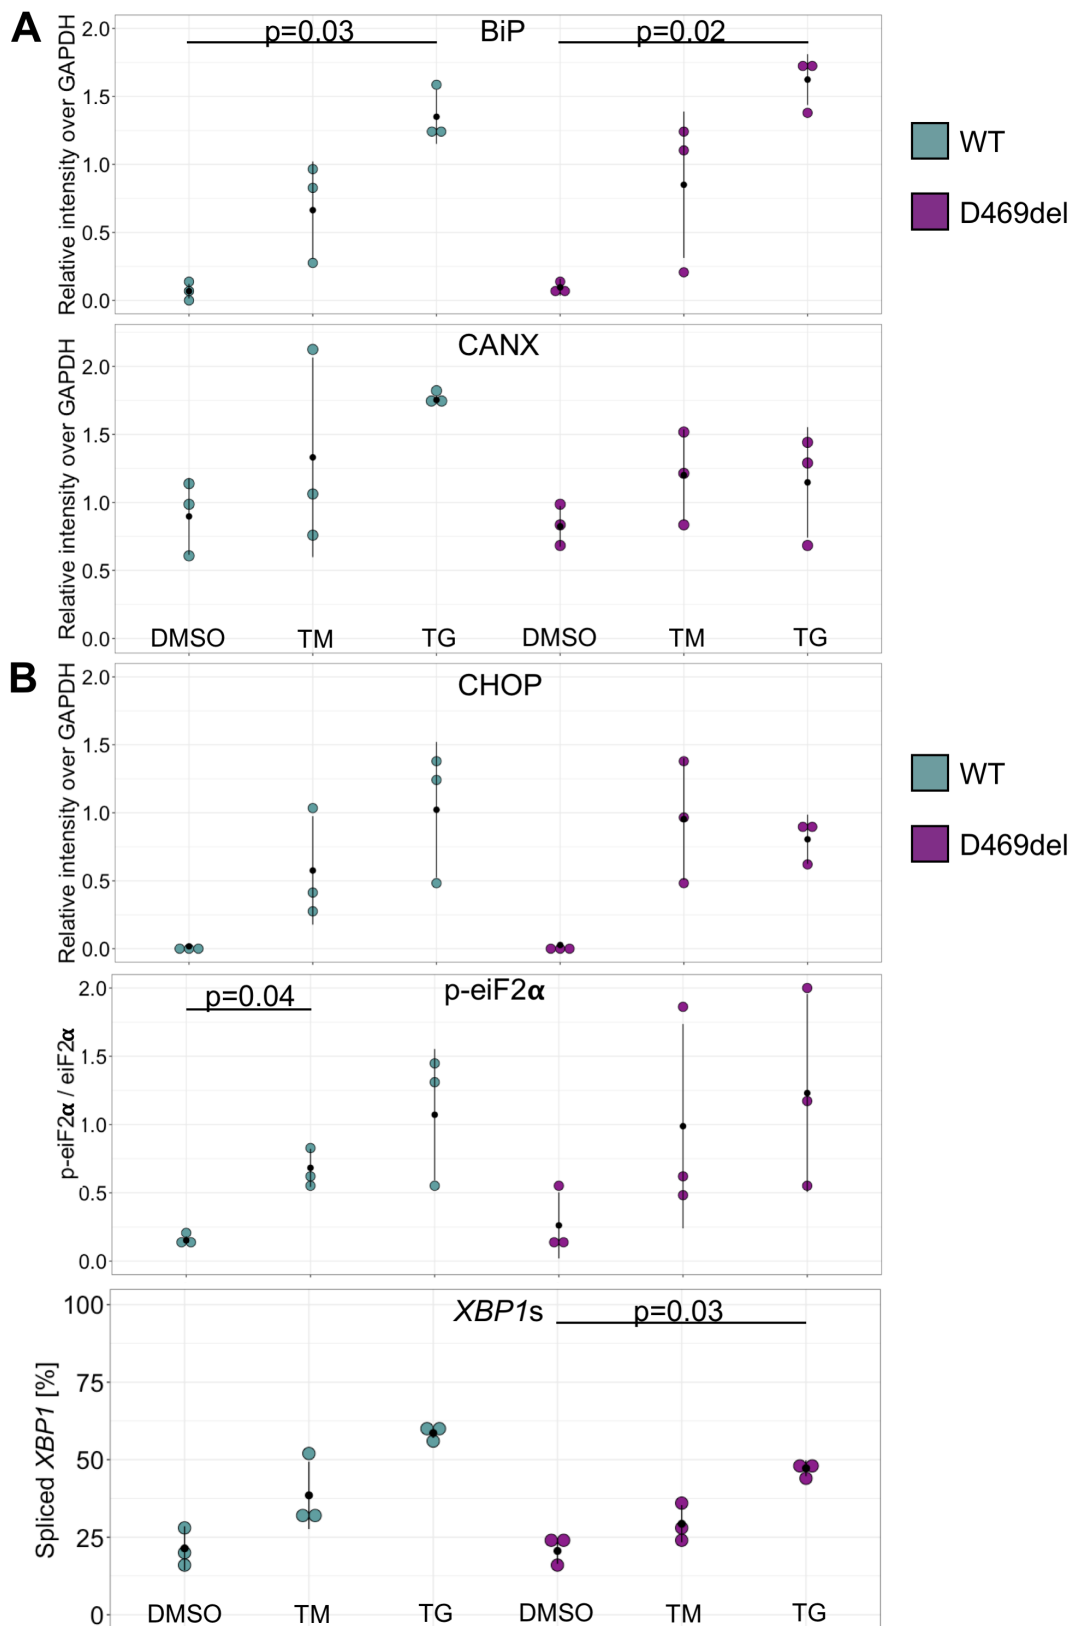 A
Relative intensity over GAPDH
2.0
1.5
1.0
0.5
0.0
p=0.03
BiP
p=0.02
WT
D469del
Relative intensity over GAPDH
2.0
1.5
1.0
0.5
0.0
CANX
DMSO TM TG DMSO TM TG
B
Relative intensity over GAPDH
2.0
1.5
1.0
0.5
0.0
CHOP
WT
D469del
p-eiF2α / eiF2α
2.0
1.5
1.0
0.5
0.0
p=0.04
p-eiF2α
Spliced XBP1 [%]
100
75
50
25
0
XBP1s
p=0.03
DMSO TM TG DMSO TM TG